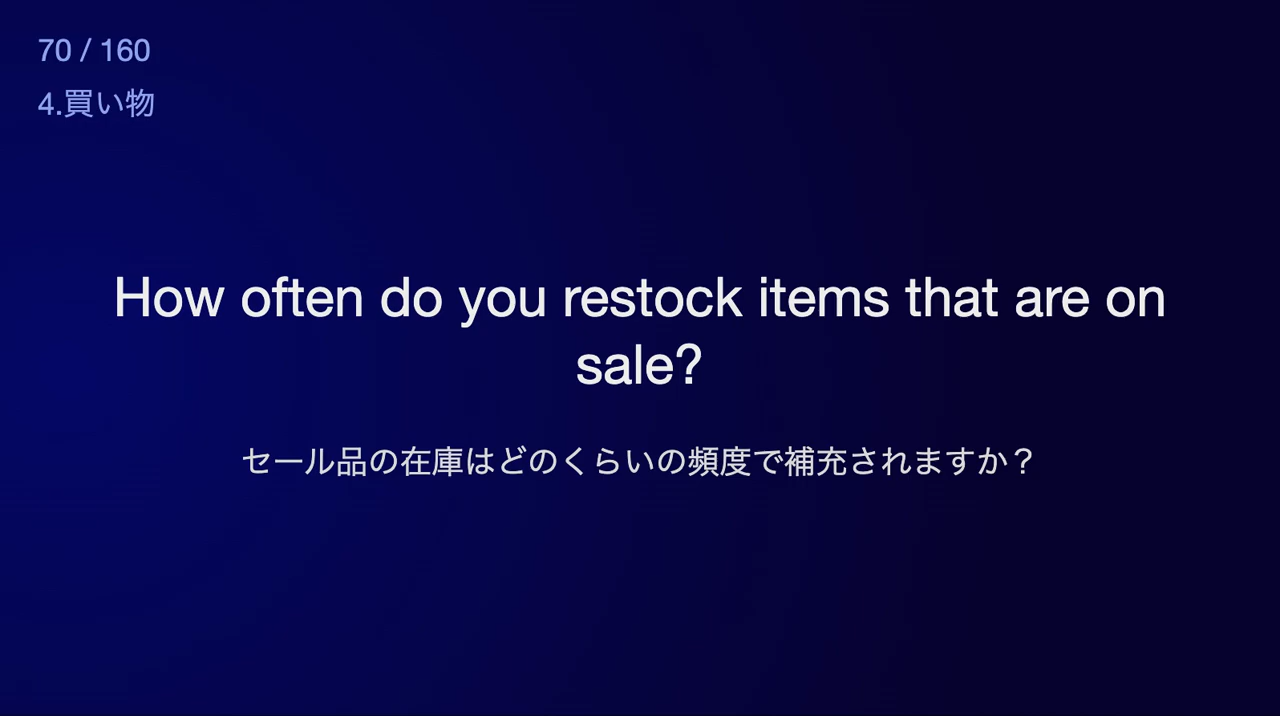 70 / 160
4.買い物
How often do you restock items that are on
sale?
セール品の在庫はどのくらいの頻度で補充されますか？